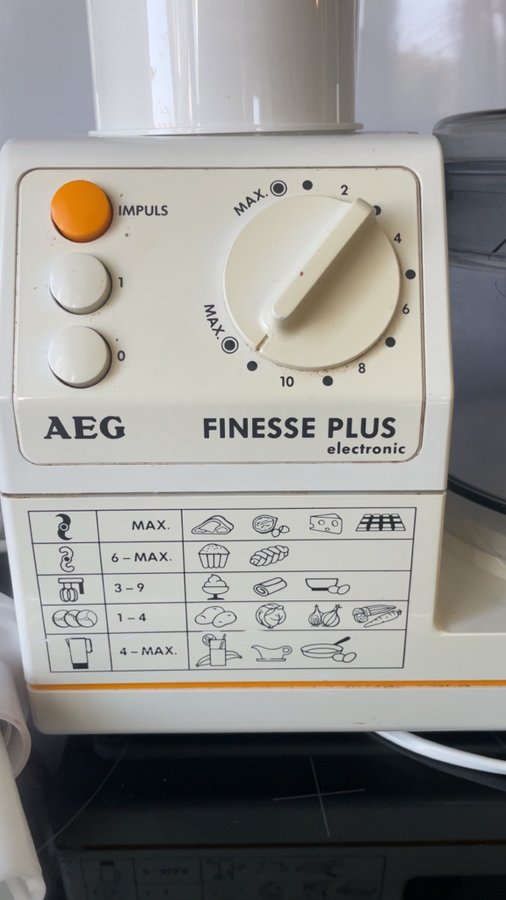 IMPULS
1
0
MAX.
2
4
6
8
10
MAX.
AEG
FINESSE PLUS
electronic
MAX.
6 – MAX.
3 – 9
1 – 4
4 – MAX.